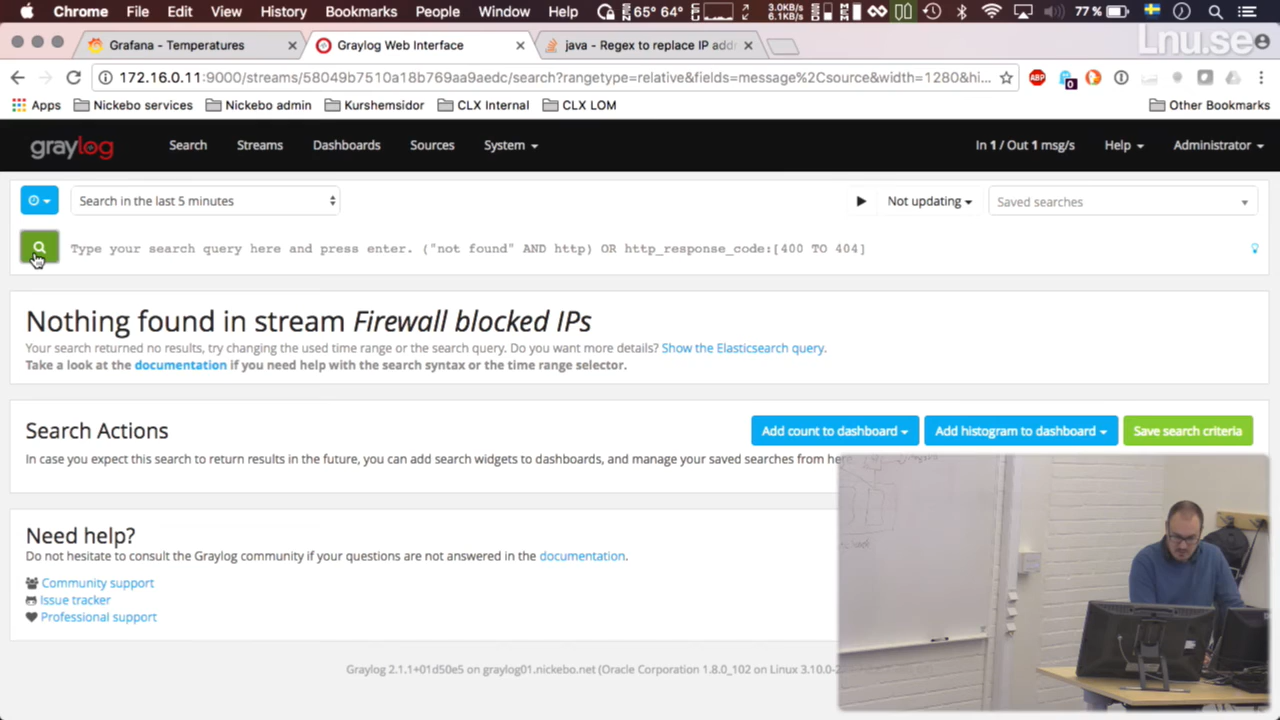 Chrome File Edit View History Bookmarks People Window Help 65° 64° 3.0KB/s 6.1KB/s 77 %
Lnu.se
Grafana - Temperatures Graylog Web Interface java - Regex to replace IP addr
172.16.0.11:9000/streams/58049b7510a18b769aa9aedc/search?rangetype=relative&fields=message%2Csource&width=1280&hi... ABP 0
Apps Nickebo services Nickebo admin Kurshemsidor CLX Internal CLX LOM Other Bookmarks
graylog Search Streams Dashboards Sources System In 1 / Out 1 msg/s Help Administrator
Search in the last 5 minutes Not updating Saved searches
Type your search query here and press enter. ("not found" AND http) OR http_response_code:[400 TO 404]
Nothing found in stream Firewall blocked IPs
Your search returned no results, try changing the used time range or the search query. Do you want more details? Show the Elasticsearch query.
Take a look at the documentation if you need help with the search syntax or the time range selector.
Search Actions Add count to dashboard Add histogram to dashboard Save search criteria
In case you expect this search to return results in the future, you can add search widgets to dashboards, and manage your saved searches from here
Need help?
Do not hesitate to consult the Graylog community if your questions are not answered in the documentation.
Community support
Issue tracker
Professional support
Graylog 2.1.1+01d50e5 on graylog01.nickebo.net (Oracle Corporation 1.8.0_102 on Linux 3.10.0-